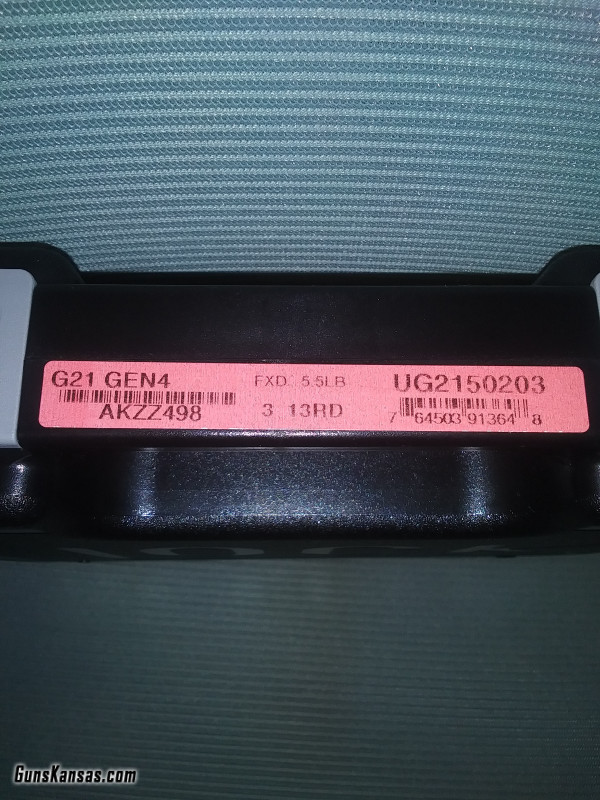 G21 GEN4
AKZZ498
FXD 5.5LB
3 13RD
UG2150203
7 64503 91364 8
GunsKansas.com